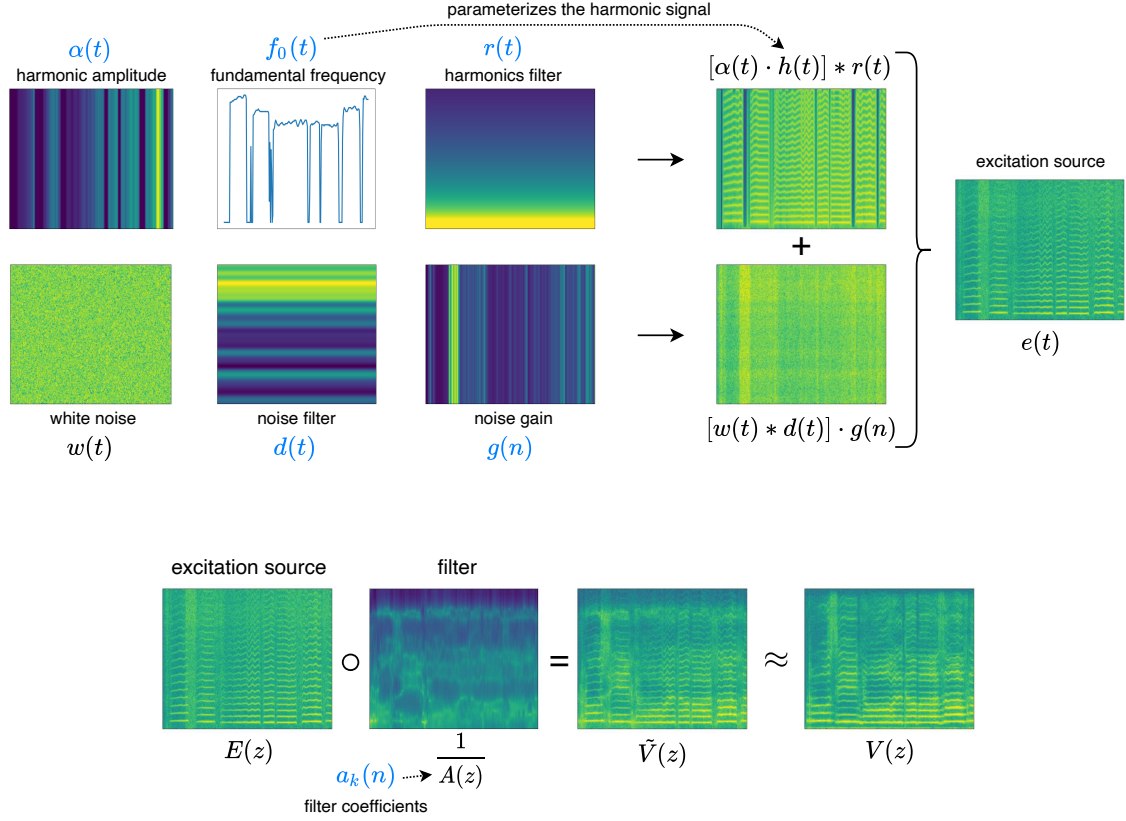 parameterizes the harmonic signal
α(t) f₀(t) r(t)
harmonic amplitude fundamental frequency harmonics filter
[α(t) · h(t)] ∗ r(t)
excitation source
+
e(t)
white noise noise filter noise gain
w(t) d(t) g(n)
[w(t) ∗ d(t)] · g(n)
excitation source filter
○ = ≈
E(z) 1/A(z) Ṽ(z) V(z)
aₖ(n)
filter coefficients